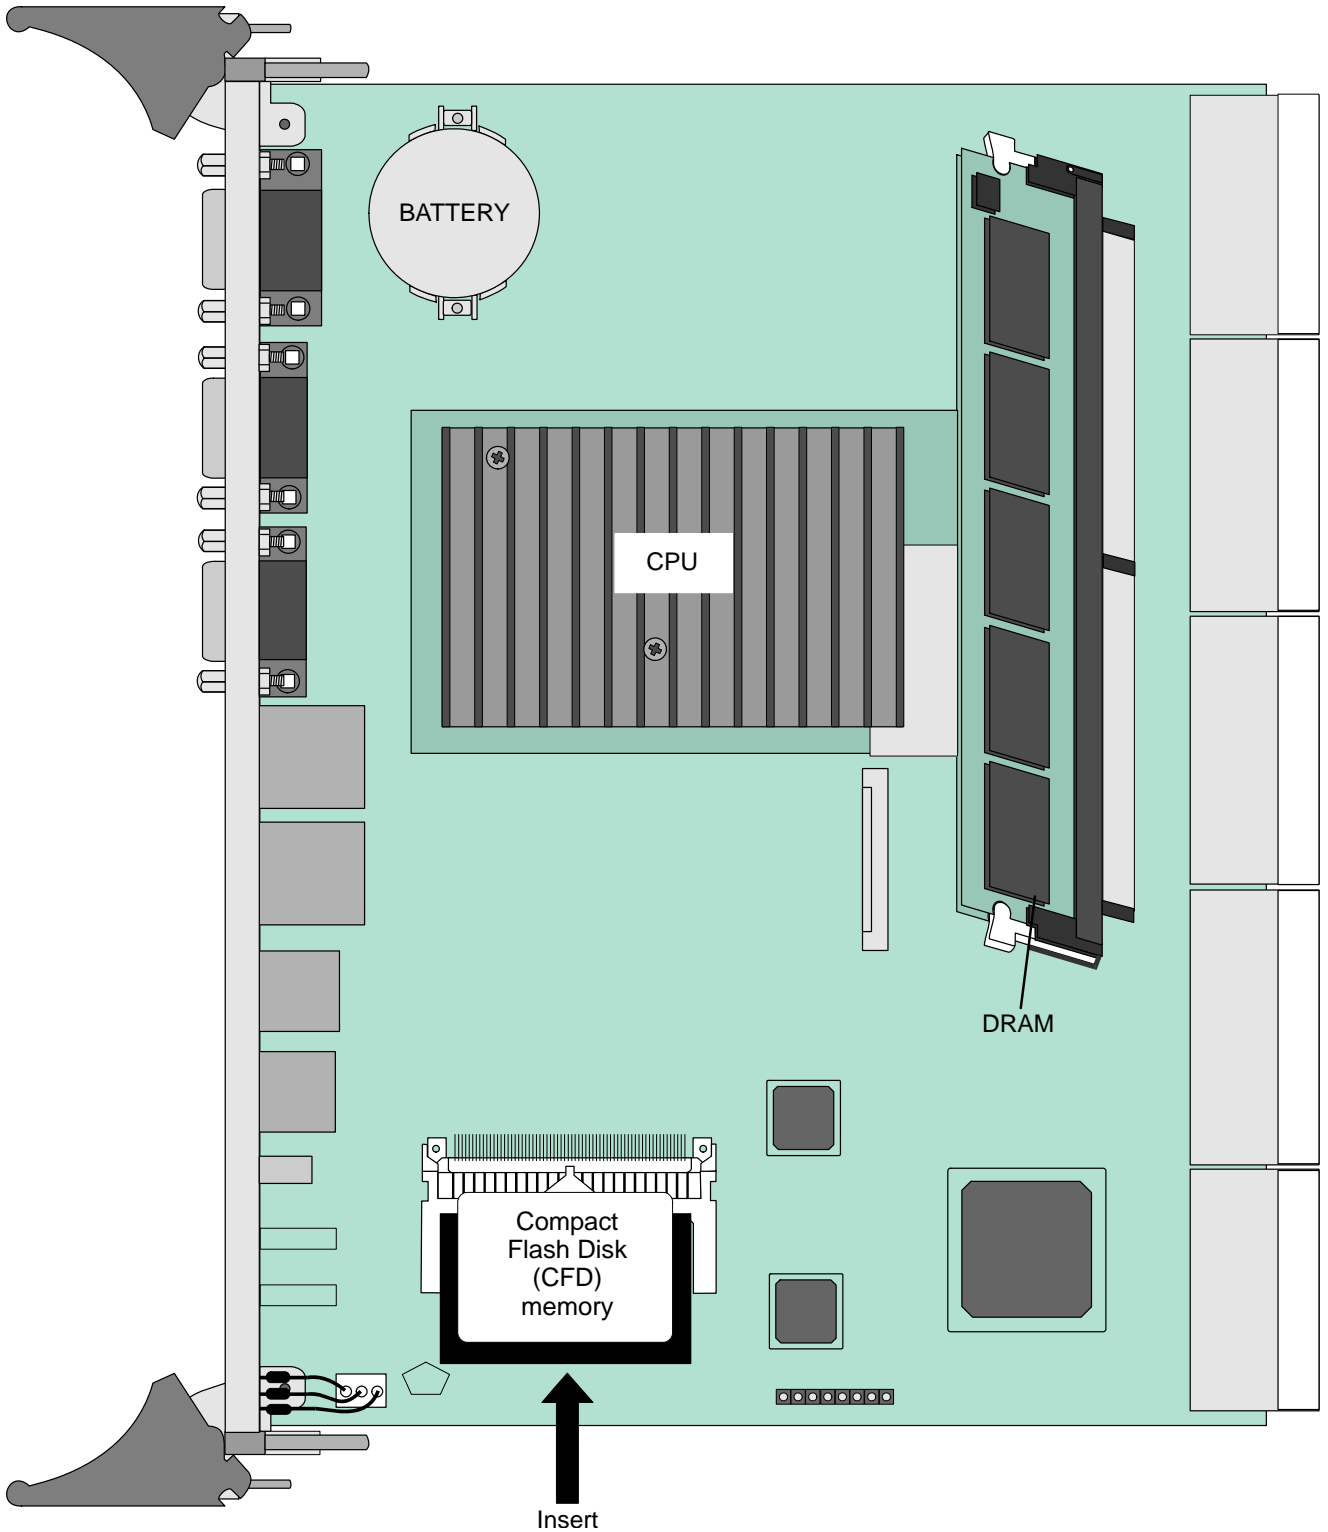 BATTERY
CPU
DRAM
Compact
Flash Disk
(CFD)
memory
Insert